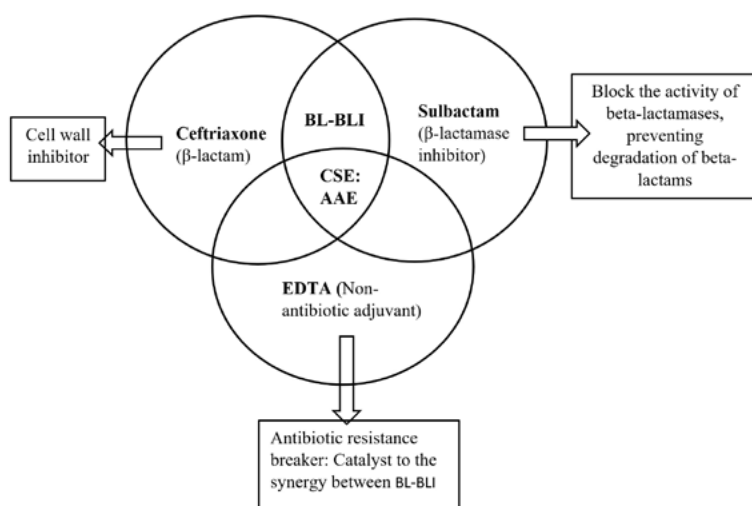 Cell wall
inhibitor
Ceftriaxone
(β-lactam)
BL-BLI
Sulbactam
(β-lactamase
inhibitor)
Block the activity of
beta-lactamases,
preventing
degradation of beta-
lactams
CSE:
AAE
EDTA (Non-
antibiotic adjuvant)
Antibiotic resistance
breaker: Catalyst to the
synergy between BL-BLI